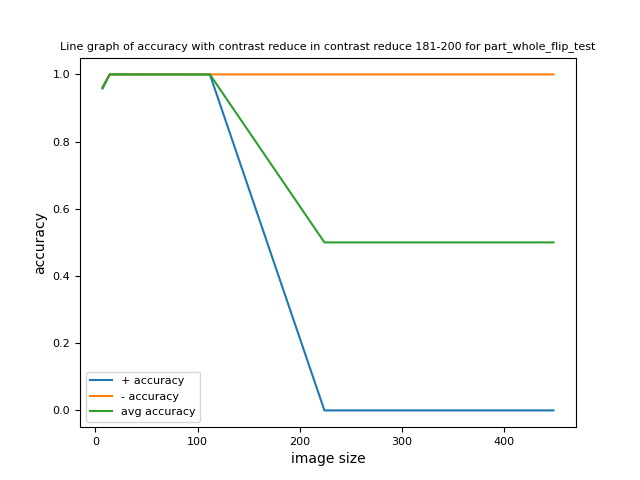 Line graph of accuracy with contrast reduce in contrast reduce 181-200 for part_whole_flip_test
1.0
0.8
0.6
0.4
0.2
0.0
accuracy
+ accuracy
- accuracy
avg accuracy
0 100 200 300 400
image size